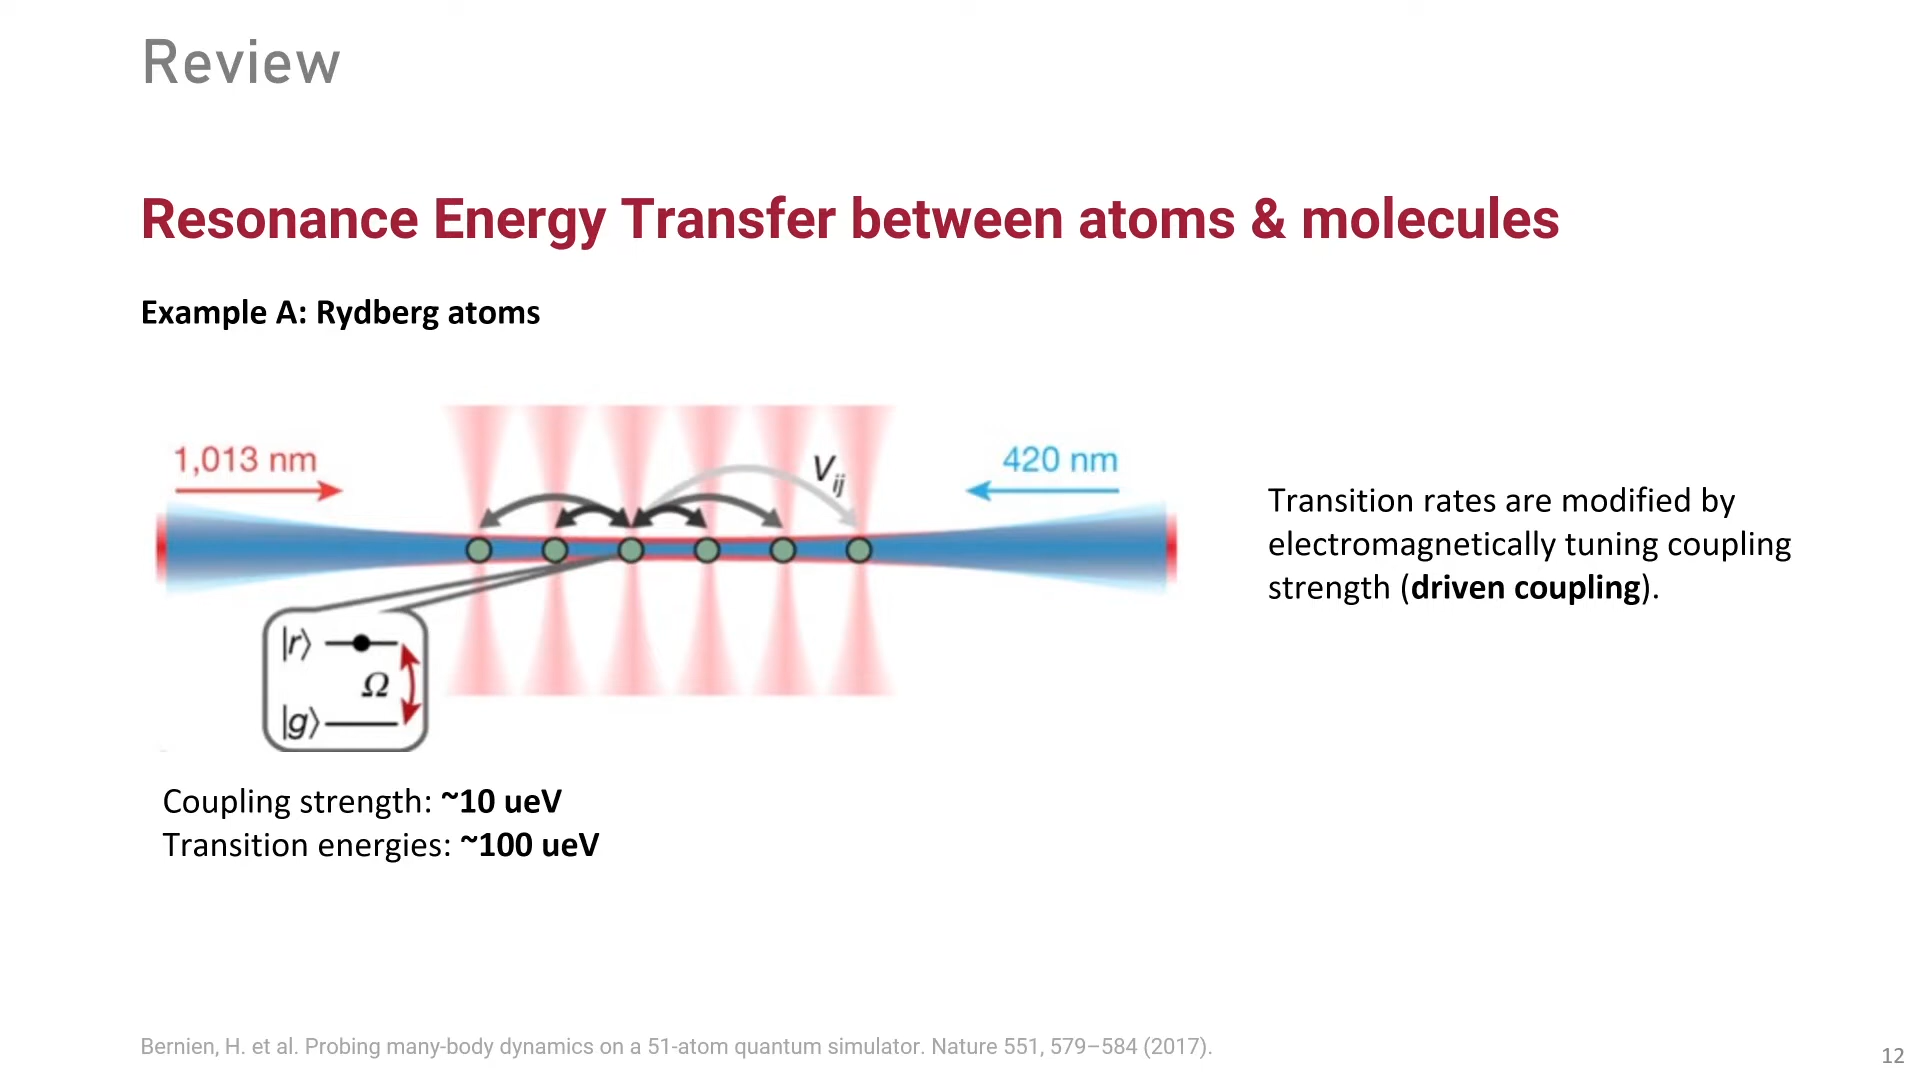 Review
Resonance Energy Transfer between atoms & molecules
Example A: Rydberg atoms
1,013 nm
V_ij
420 nm
Transition rates are modified by
electromagnetically tuning coupling
strength (driven coupling).
|r⟩
Ω
|g⟩
Coupling strength: ~10 ueV
Transition energies: ~100 ueV
Bernien, H. et al. Probing many-body dynamics on a 51-atom quantum simulator. Nature 551, 579–584 (2017).
12